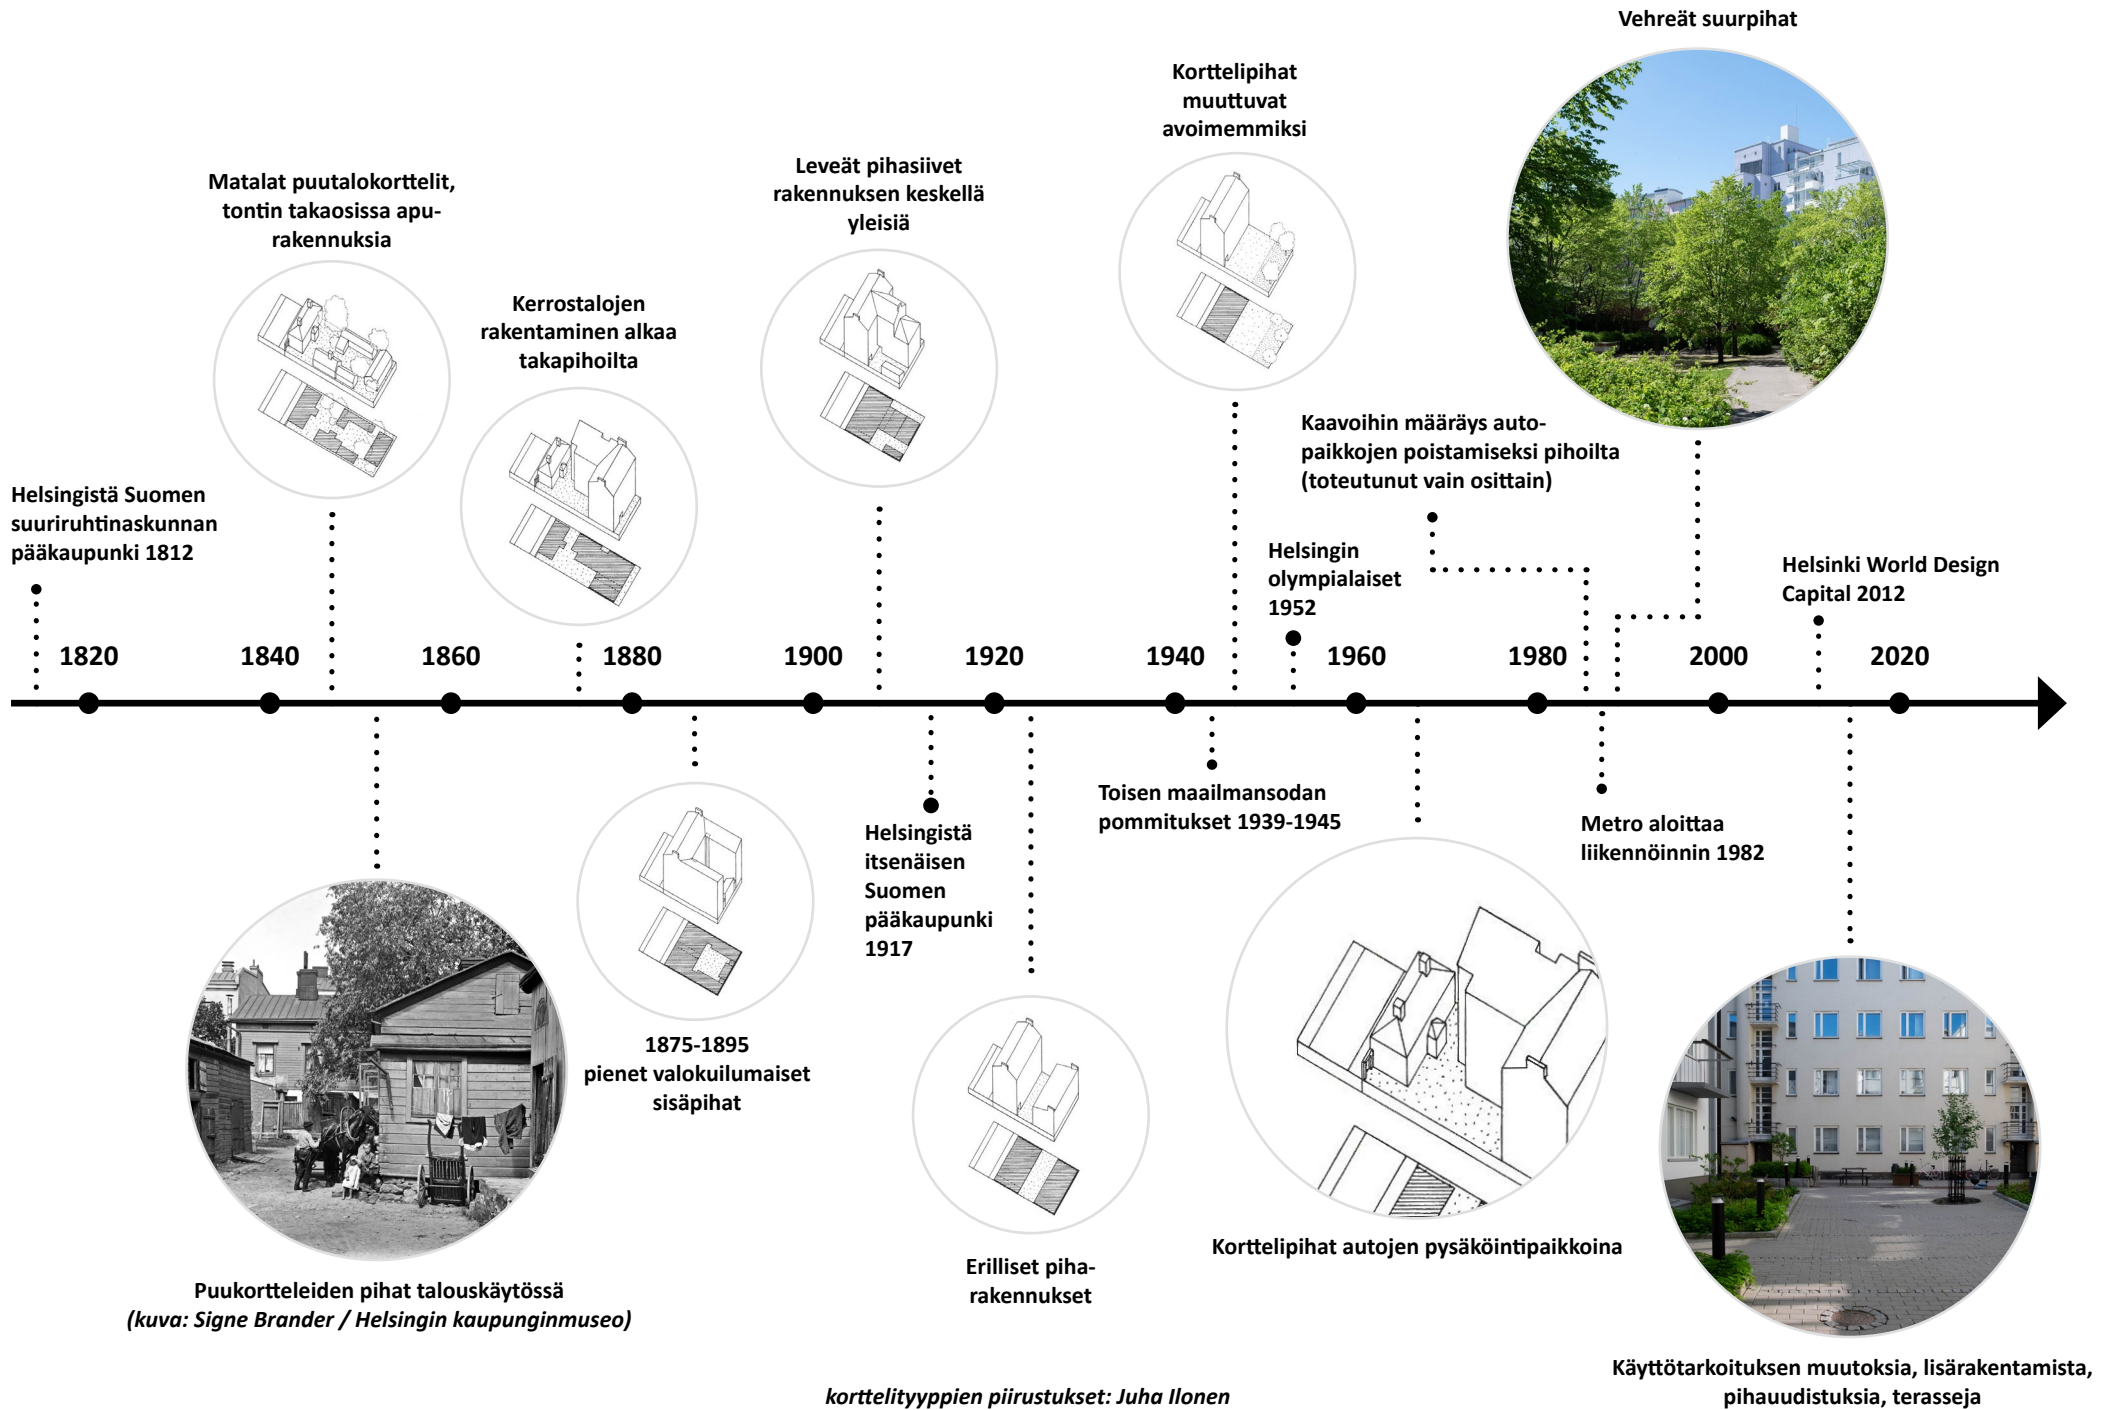 Vehreät suurpihat
Korttelipihat
muuttuvat
avoimemmiksi
Leveät pihasiivet
rakennuksen keskellä
yleisiä
Matalat puutalokorttelit,
tontin takaosissa apu-
rakennuksia
Kerrostalojen
rakentaminen alkaa
takapihoilta
Kaavoihin määräys auto-
paikkojen poistamiseksi pihoilta
(toteutunut vain osittain)
Helsingistä Suomen
suuriruhtinaskunnan
pääkaupunki 1812
Helsingin
olympialaiset
1952
Helsinki World Design
Capital 2012
1820 1840 1860 1880 1900 1920 1940 1960 1980 2000 2020
Toisen maailmansodan
pommitukset 1939-1945
Helsingistä
itsenäisen
Suomen
pääkaupunki
1917
Metro aloittaa
liikennöinnin 1982
1875-1895
pienet valokuilumaiset
sisäpihat
Korttelipihat autojen pysäköintipaikkoina
Erilliset piha-
rakennukset
Puukortteleiden pihat talouskäytössä
(kuva: Signe Brander / Helsingin kaupunginmuseo)
Käyttötarkoituksen muutoksia, lisärakentamista,
pihauudistuksia, terasseja
korttelityyppien piirustukset: Juha Ilonen